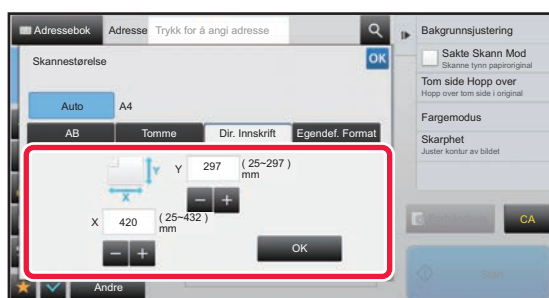 Adressebok Adresse Trykk for å angi adresse
Skannestørelse OK
Auto A4
AB Tomme Dir. Innskrift Egendef. Format
Y Y 297 ( 25~297 )
mm
X
X 420 ( 25~432 )
mm
OK
Andre
Bakgrunnsjustering
Sakte Skann Mod
Skanne tynn papiroriginal
Tom side Hopp over
Hopp over tom side i original
Fargemodus
Skarphet
Juster kontur av bildet
CA
Start